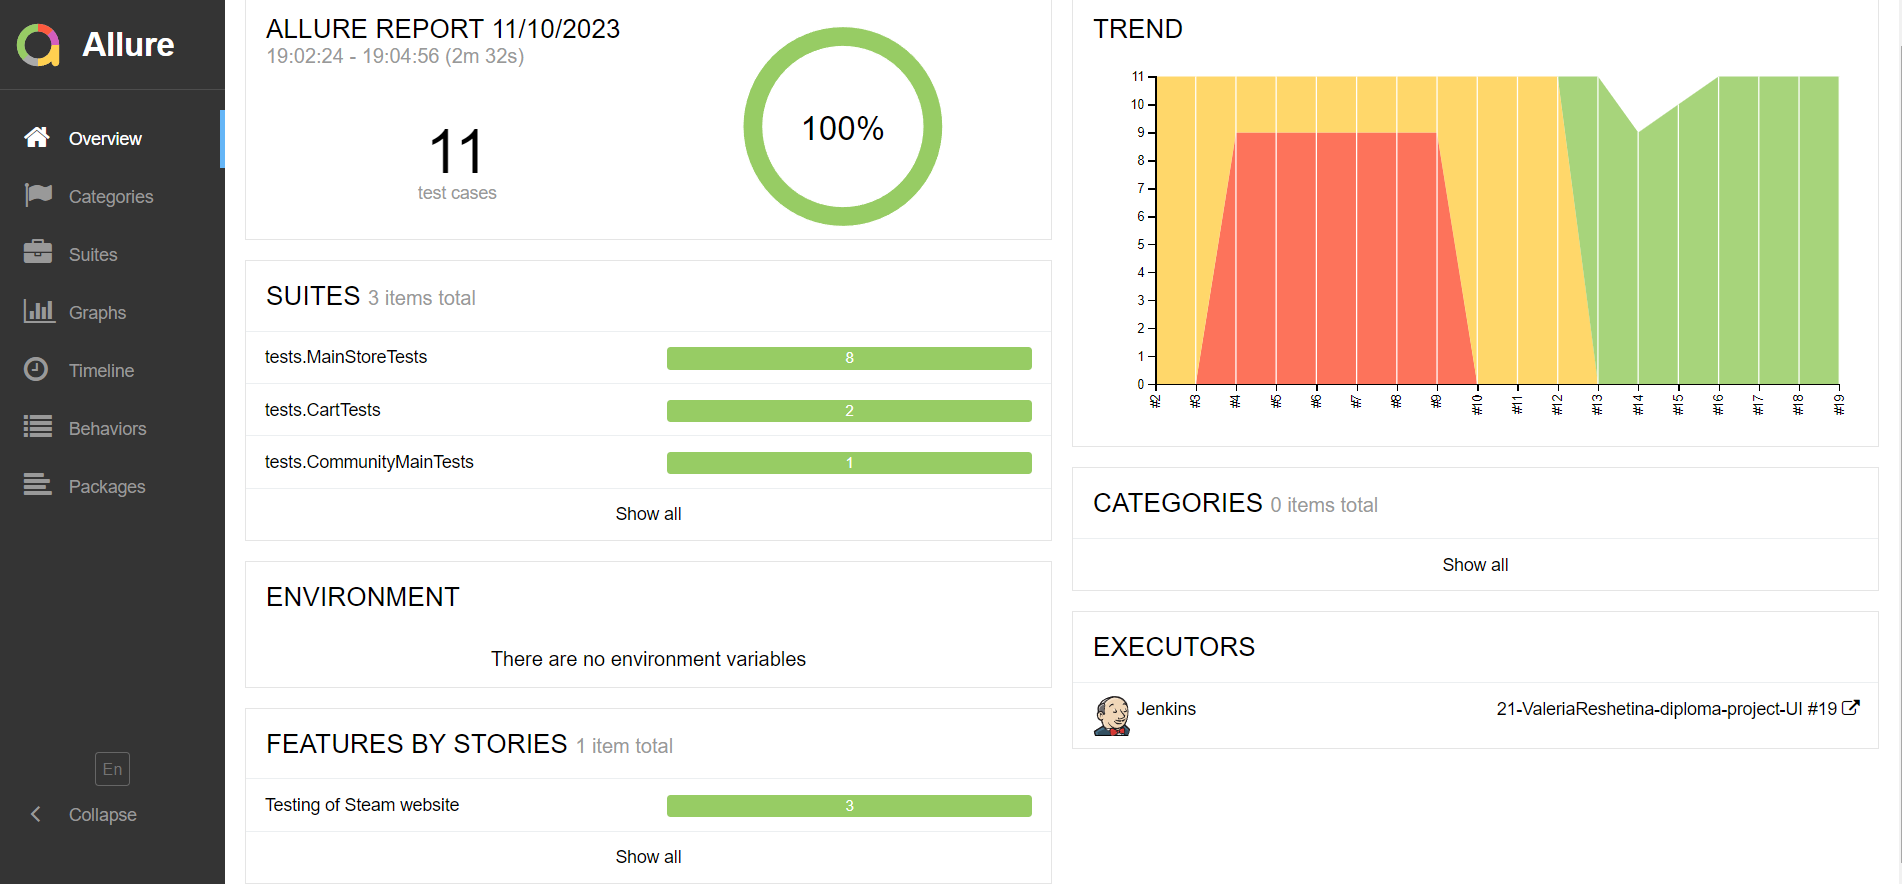 Allure
Overview
Categories
Suites
Graphs
Timeline
Behaviors
Packages
En
Collapse
ALLURE REPORT 11/10/2023
19:02:24 - 19:04:56 (2m 32s)
11
test cases
100%
SUITES 3 items total
tests.MainStoreTests 8
tests.CartTests 2
tests.CommunityMainTests 1
Show all
ENVIRONMENT
There are no environment variables
FEATURES BY STORIES 1 item total
Testing of Steam website 3
Show all
TREND
11
10
9
8
7
6
5
4
3
2
1
0
#2 #3 #4 #5 #6 #7 #8 #9 #10 #11 #12 #13 #14 #15 #16 #17 #18 #19
CATEGORIES 0 items total
Show all
EXECUTORS
Jenkins 21-ValeriaReshetina-diploma-project-UI #19